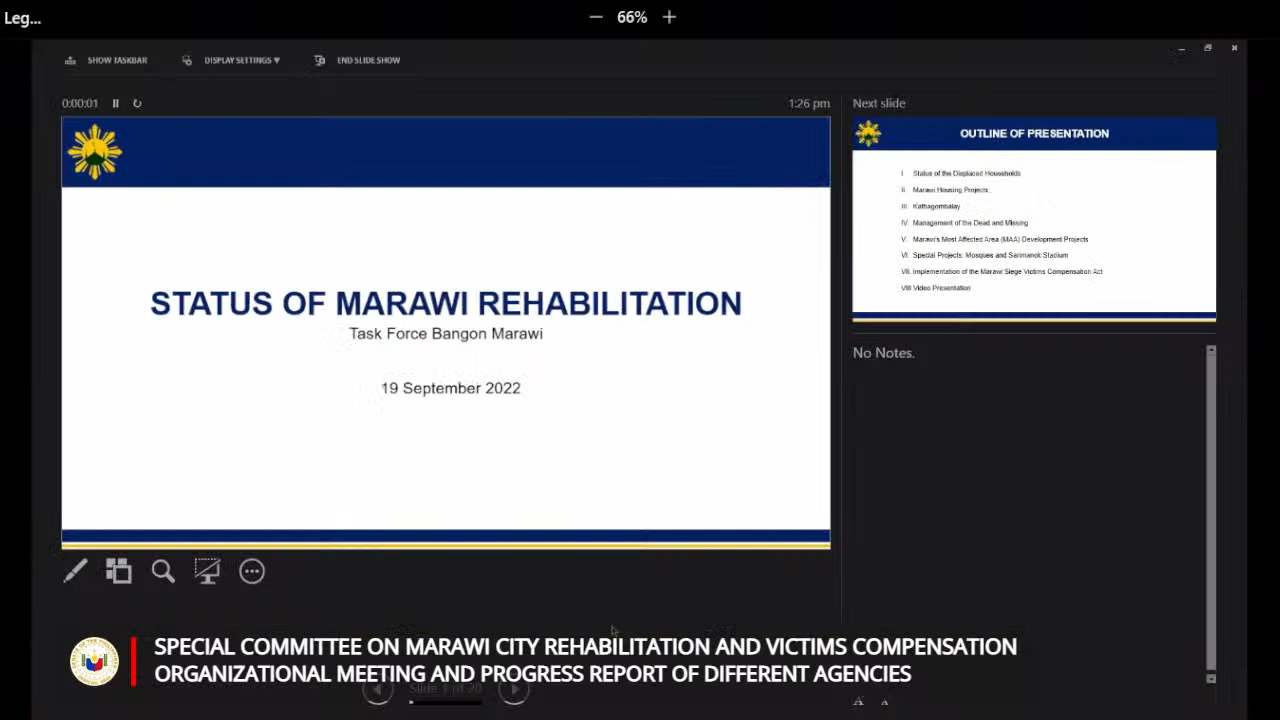 Leg...
66%
SHOW TASKBAR
DISPLAY SETTINGS
END SLIDE SHOW
0:00:01
1:26 pm
Next slide
STATUS OF MARAWI REHABILITATION
Task Force Bangon Marawi
19 September 2022
OUTLINE OF PRESENTATION
I Status of the Displaced Households
II Marawi Housing Projects
III Kathagombalay
IV. Management of the Dead and Missing
V. Marawi's Most Affected Area (MAA) Development Projects
VI. Special Projects: Mosques and Sarimanok Stadium
VII. Implementation of the Marawi Siege Victims Compensation Act
VIII Video Presentation
No Notes.
SPECIAL COMMITTEE ON MARAWI CITY REHABILITATION AND VICTIMS COMPENSATION
ORGANIZATIONAL MEETING AND PROGRESS REPORT OF DIFFERENT AGENCIES
Slide 1 of 20